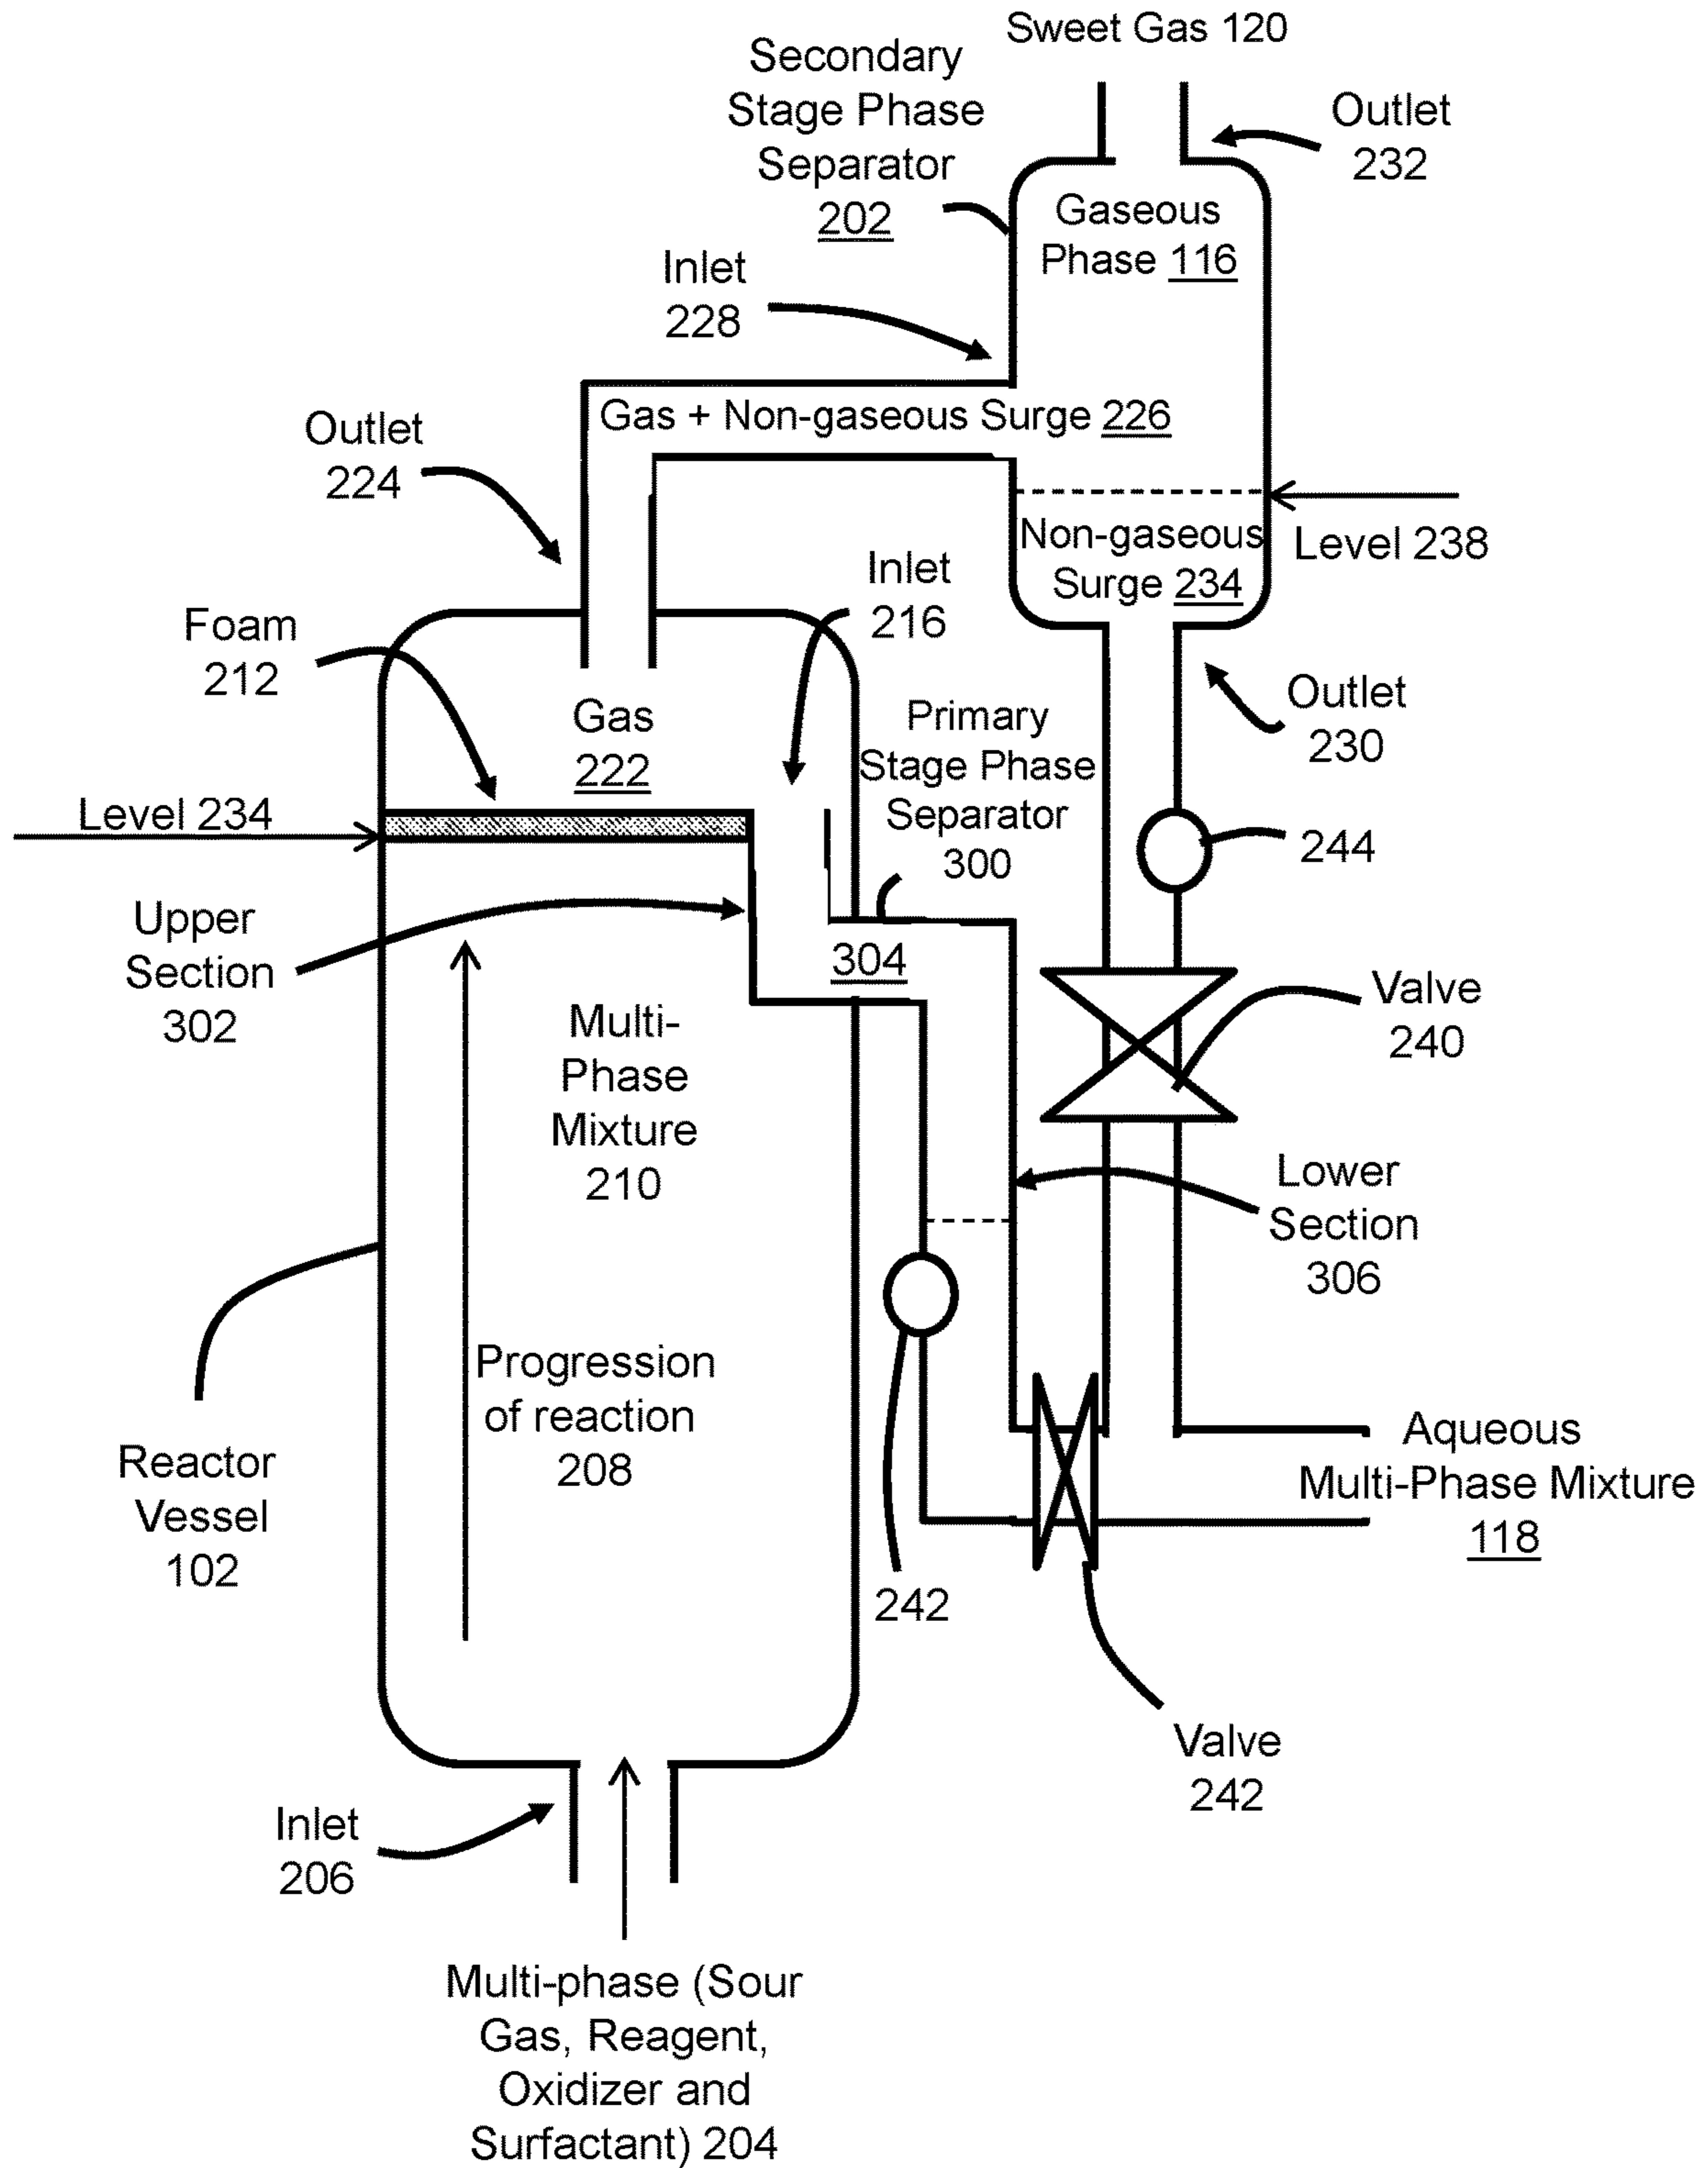 Sweet Gas 120
Secondary
Stage Phase
Separator
202
Outlet
232
Gaseous
Phase 116
Inlet
228
Gas + Non-gaseous Surge 226
Outlet
224
Non-gaseous
Surge 234
Level 238
Inlet
216
Foam
212
Outlet
230
Gas
222
Primary
Stage Phase
Separator
300
Level 234
244
Upper
Section
302
304
Valve
240
Multi-
Phase
Mixture
210
Lower
Section
306
Progression
of reaction
208
Reactor
Vessel
102
Aqueous
Multi-Phase Mixture
118
242
Valve
242
Inlet
206
Multi-phase (Sour
Gas, Reagent,
Oxidizer and
Surfactant) 204